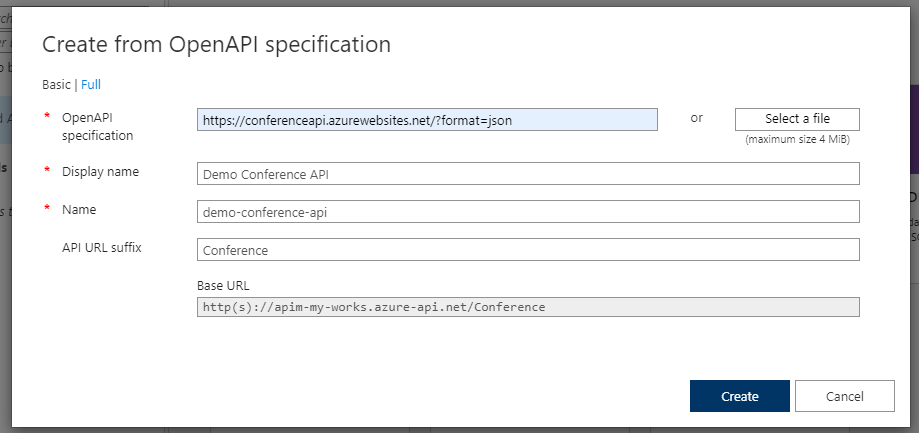 Create from OpenAPI specification
Basic | Full
* OpenAPI specification
https://conferenceapi.azurewebsites.net/?format=json
or
Select a file
(maximum size 4 MiB)
* Display name
Demo Conference API
* Name
demo-conference-api
API URL suffix
Conference
Base URL
http(s)://apim-my-works.azure-api.net/Conference
Create
Cancel